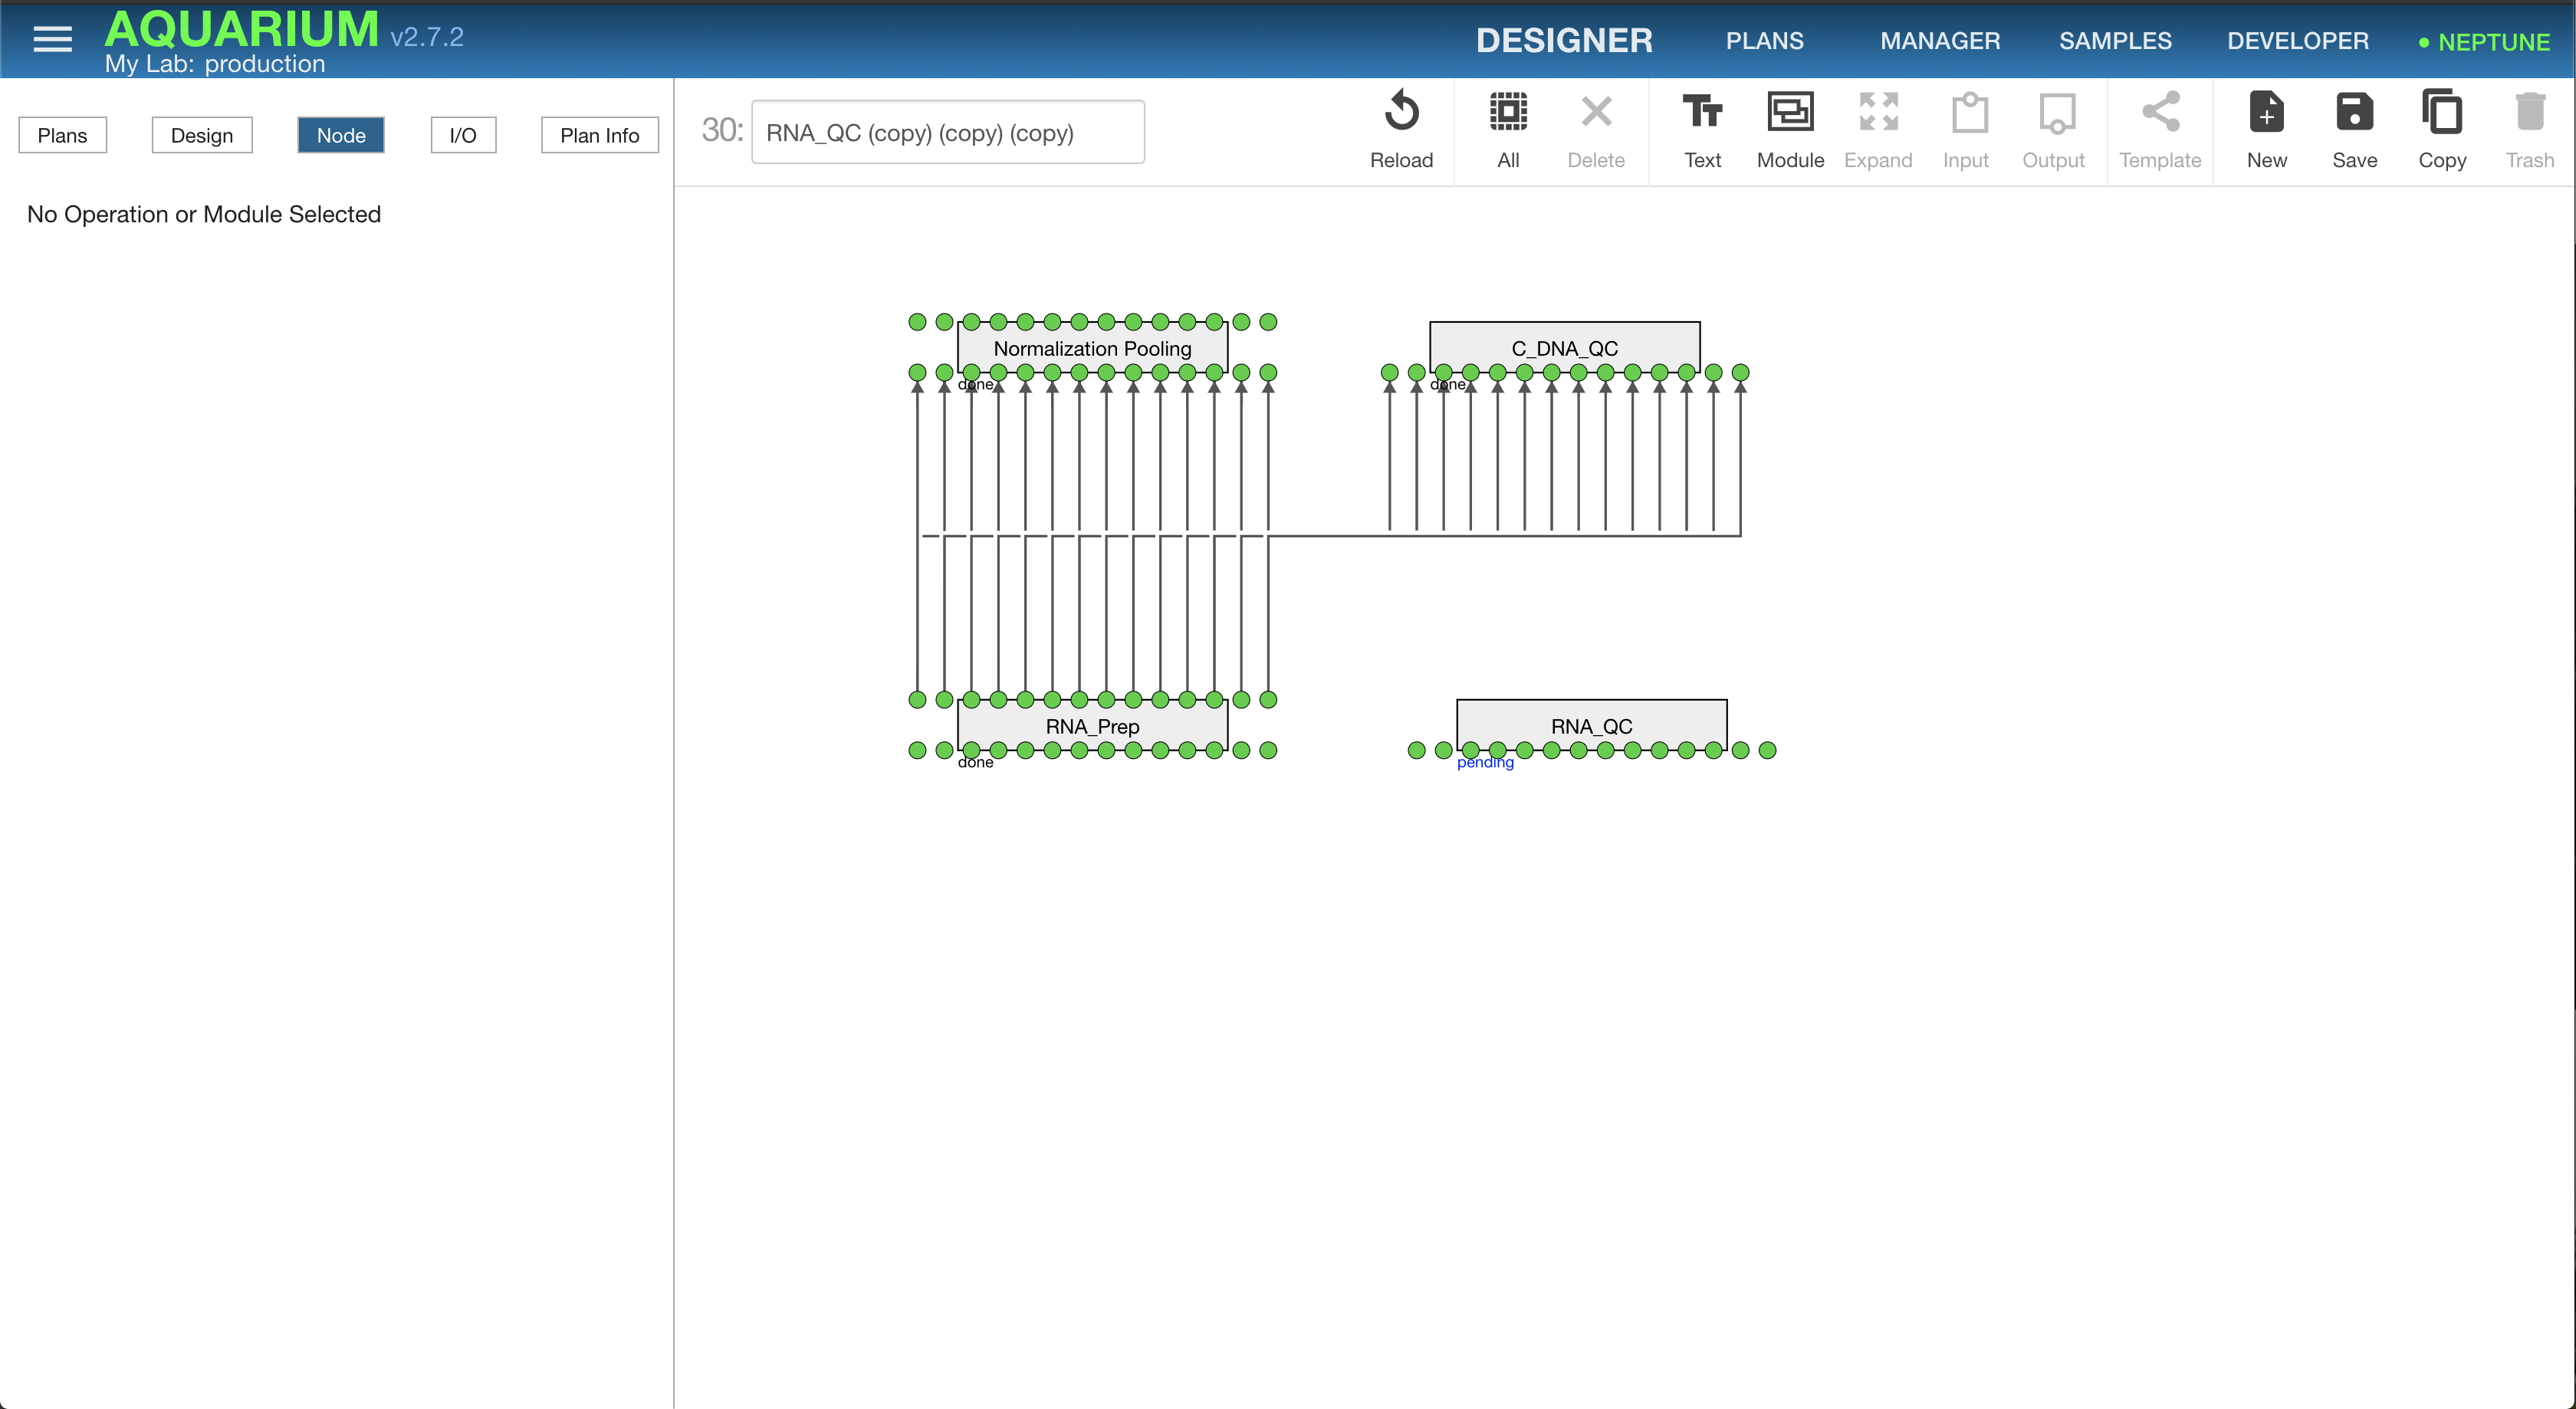 AQUARIUM v2.7.2
My Lab: production
DESIGNER PLANS MANAGER SAMPLES DEVELOPER NEPTUNE
Plans Design Node I/O Plan Info
No Operation or Module Selected
30: RNA_QC (copy) (copy) (copy)
Reload All Delete Text Module Expand Input Output Template New Save Copy Trash
Normalization Pooling
done
C_DNA_QC
done
RNA_Prep
done
RNA_QC
pending